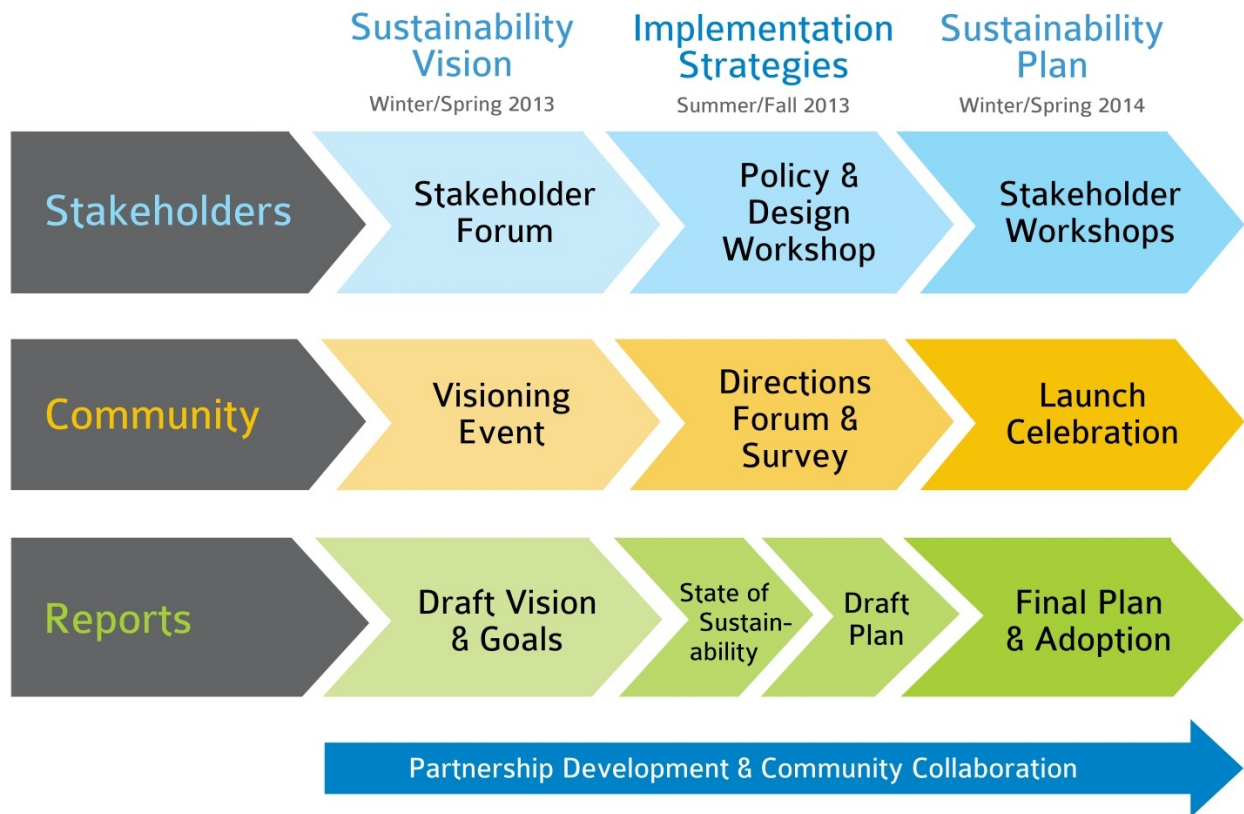 Sustainability
Vision
Winter/Spring 2013
Implementation
Strategies
Summer/Fall 2013
Sustainability
Plan
Winter/Spring 2014
Stakeholders
Stakeholder
Forum
Policy &
Design
Workshop
Stakeholder
Workshops
Community
Visioning
Event
Directions
Forum &
Survey
Launch
Celebration
Reports
Draft Vision
& Goals
State of
Sustain-
ability
Draft
Plan
Final Plan
& Adoption
Partnership Development & Community Collaboration